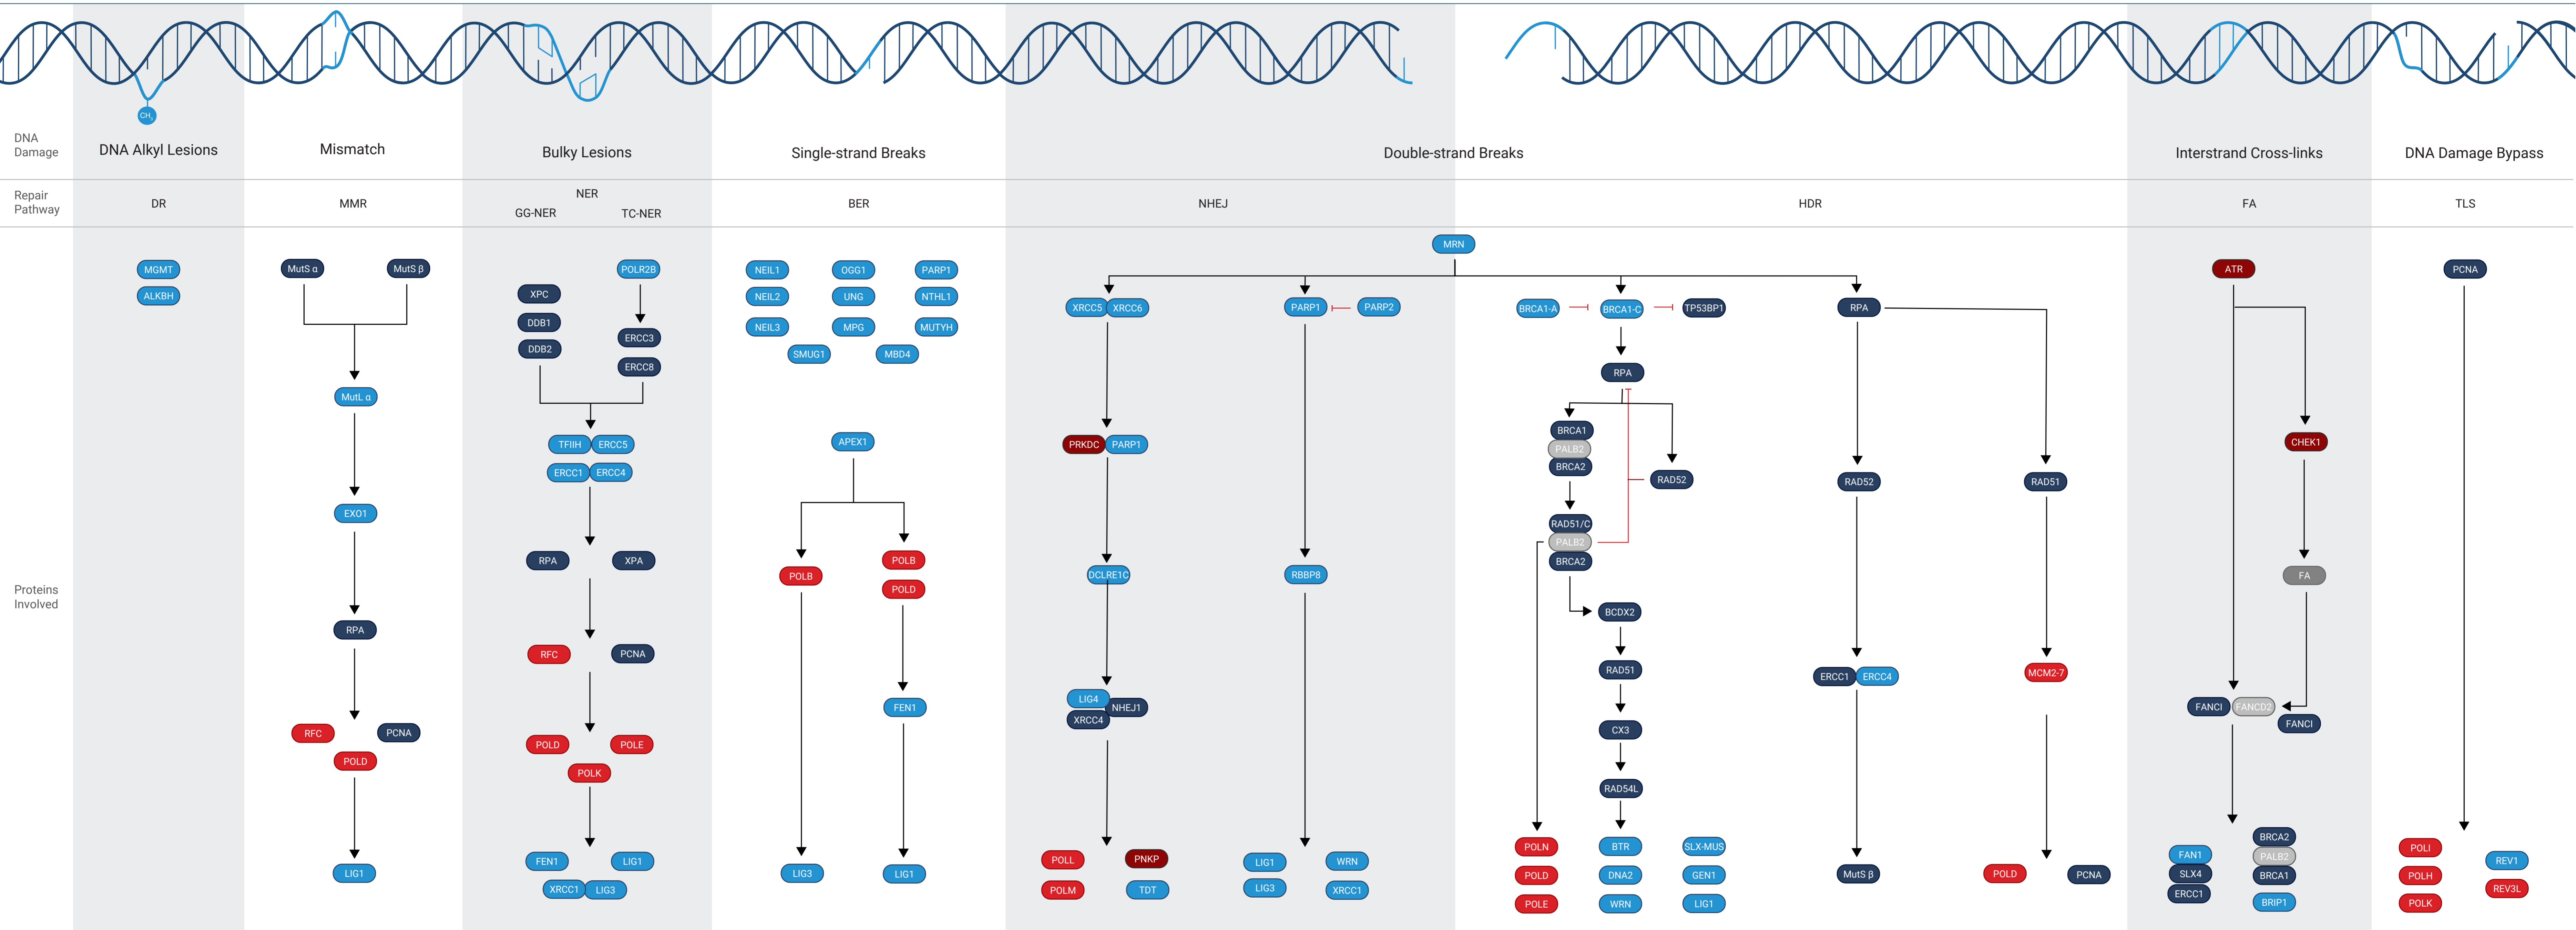 CH3
DNA
Damage
DNA Alkyl Lesions
Mismatch
Bulky Lesions
Single-strand Breaks
Double-strand Breaks
Interstrand Cross-links
DNA Damage Bypass
Repair
Pathway
DR
MMR
NER
GG-NER
TC-NER
BER
NHEJ
HDR
FA
TLS
Proteins
Involved
MGMT
ALKBH
MutS α
MutS β
MutL α
EXO1
RPA
RFC
PCNA
POLD
LIG1
POLR2B
XPC
DDB1
DDB2
ERCC3
ERCC8
TFIIH
ERCC5
ERCC1
ERCC4
RPA
XPA
RFC
PCNA
POLD
POLE
POLK
FEN1
LIG1
XRCC1
LIG3
NEIL1
OGG1
PARP1
NEIL2
UNG
NTHL1
NEIL3
MPG
MUTYH
SMUG1
MBD4
APEX1
POLB
POLB
POLD
FEN1
LIG3
LIG1
MRN
XRCC5
XRCC6
PRKDC
PARP1
DCLRE1C
LIG4
NHEJ1
XRCC4
POLL
PNKP
POLM
TDT
PARP1
PARP2
RBBP8
LIG1
WRN
LIG3
XRCC1
BRCA1-A
BRCA1-C
TP53BP1
RPA
BRCA1
PALB2
BRCA2
RAD52
RAD51/C
PALB2
BRCA2
BCDX2
RAD51
CX3
RAD54L
POLN
BTR
SLX-MUS
POLD
DNA2
GEN1
POLE
WRN
LIG1
RPA
RAD52
ERCC1
ERCC4
MutS β
RAD51
MCM2-7
POLD
PCNA
ATR
CHEK1
FA
FANCI
FANCD2
FANCI
FAN1
SLX4
ERCC1
BRCA2
PALB2
BRCA1
BRIP1
PCNA
POLI
REV1
POLH
REV3L
POLK